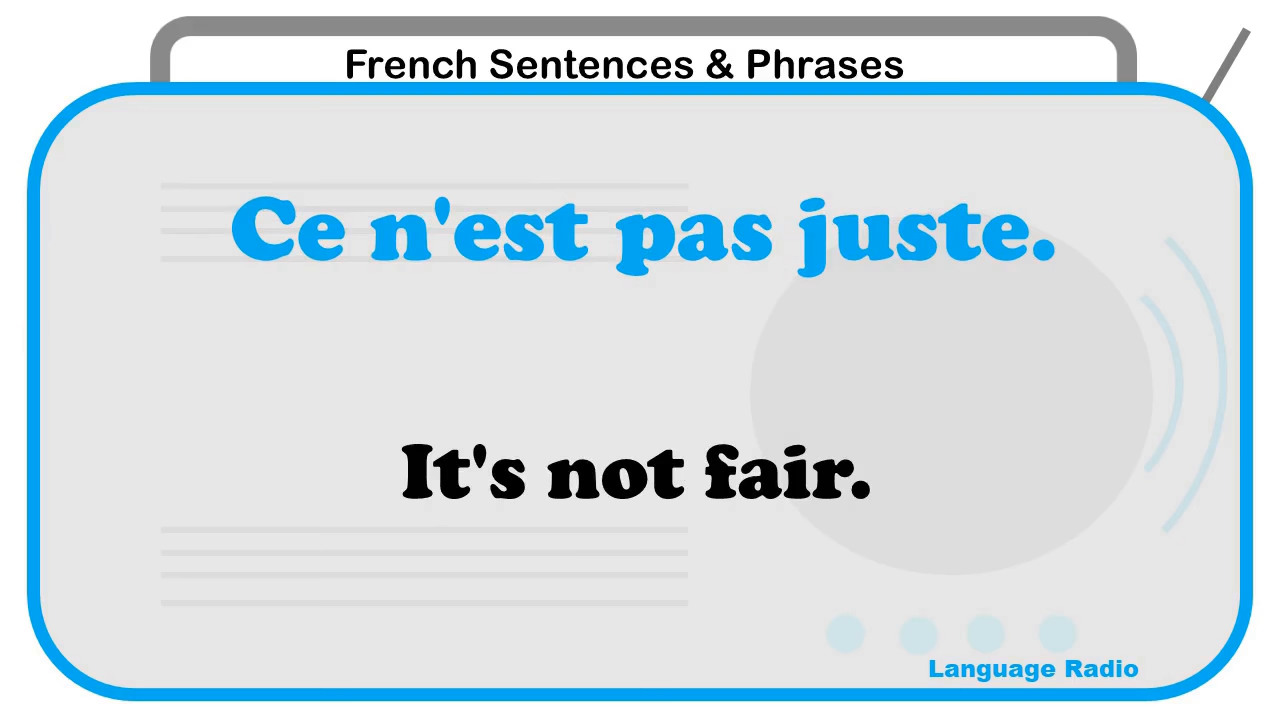 French Sentences & Phrases
Ce n'est pas juste.
It's not fair.
Language Radio